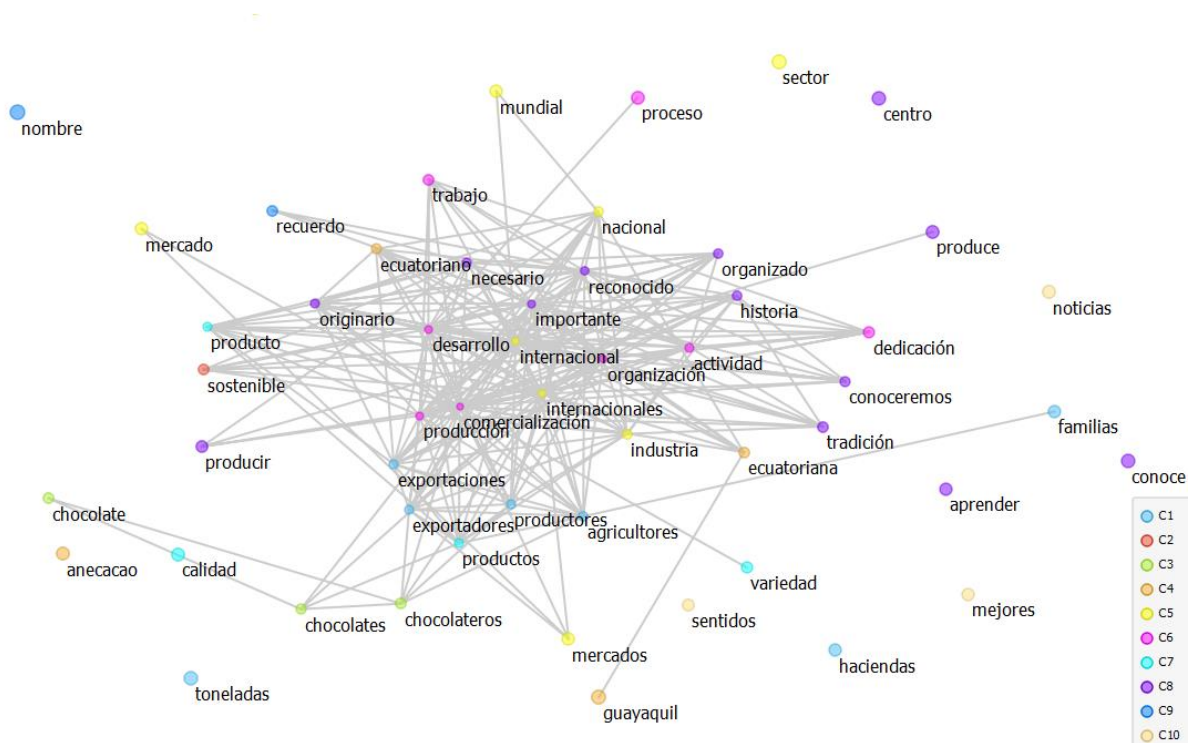 sector
mundial
proceso
centro
nombre
trabajo
recuerdo
nacional
mercado
produce
ecuatoriano
necesario
organizado
reconocido
noticias
originario
importante
historia
producto
desarrollo
dedicación
internacional
actividad
sostenible
organización
conoceremos
internacionales
comercialización
producción
familias
tradición
industria
producir
ecuatoriana
conoce
exportaciones
aprender
chocolate
exportadores
productores
agricultores
productos
anecacao
calidad
variedad
mejores
chocolates
chocolateros
sentidos
mercados
haciendas
toneladas
guayaquil
C1
C2
C3
C4
C5
C6
C7
C8
C9
C10